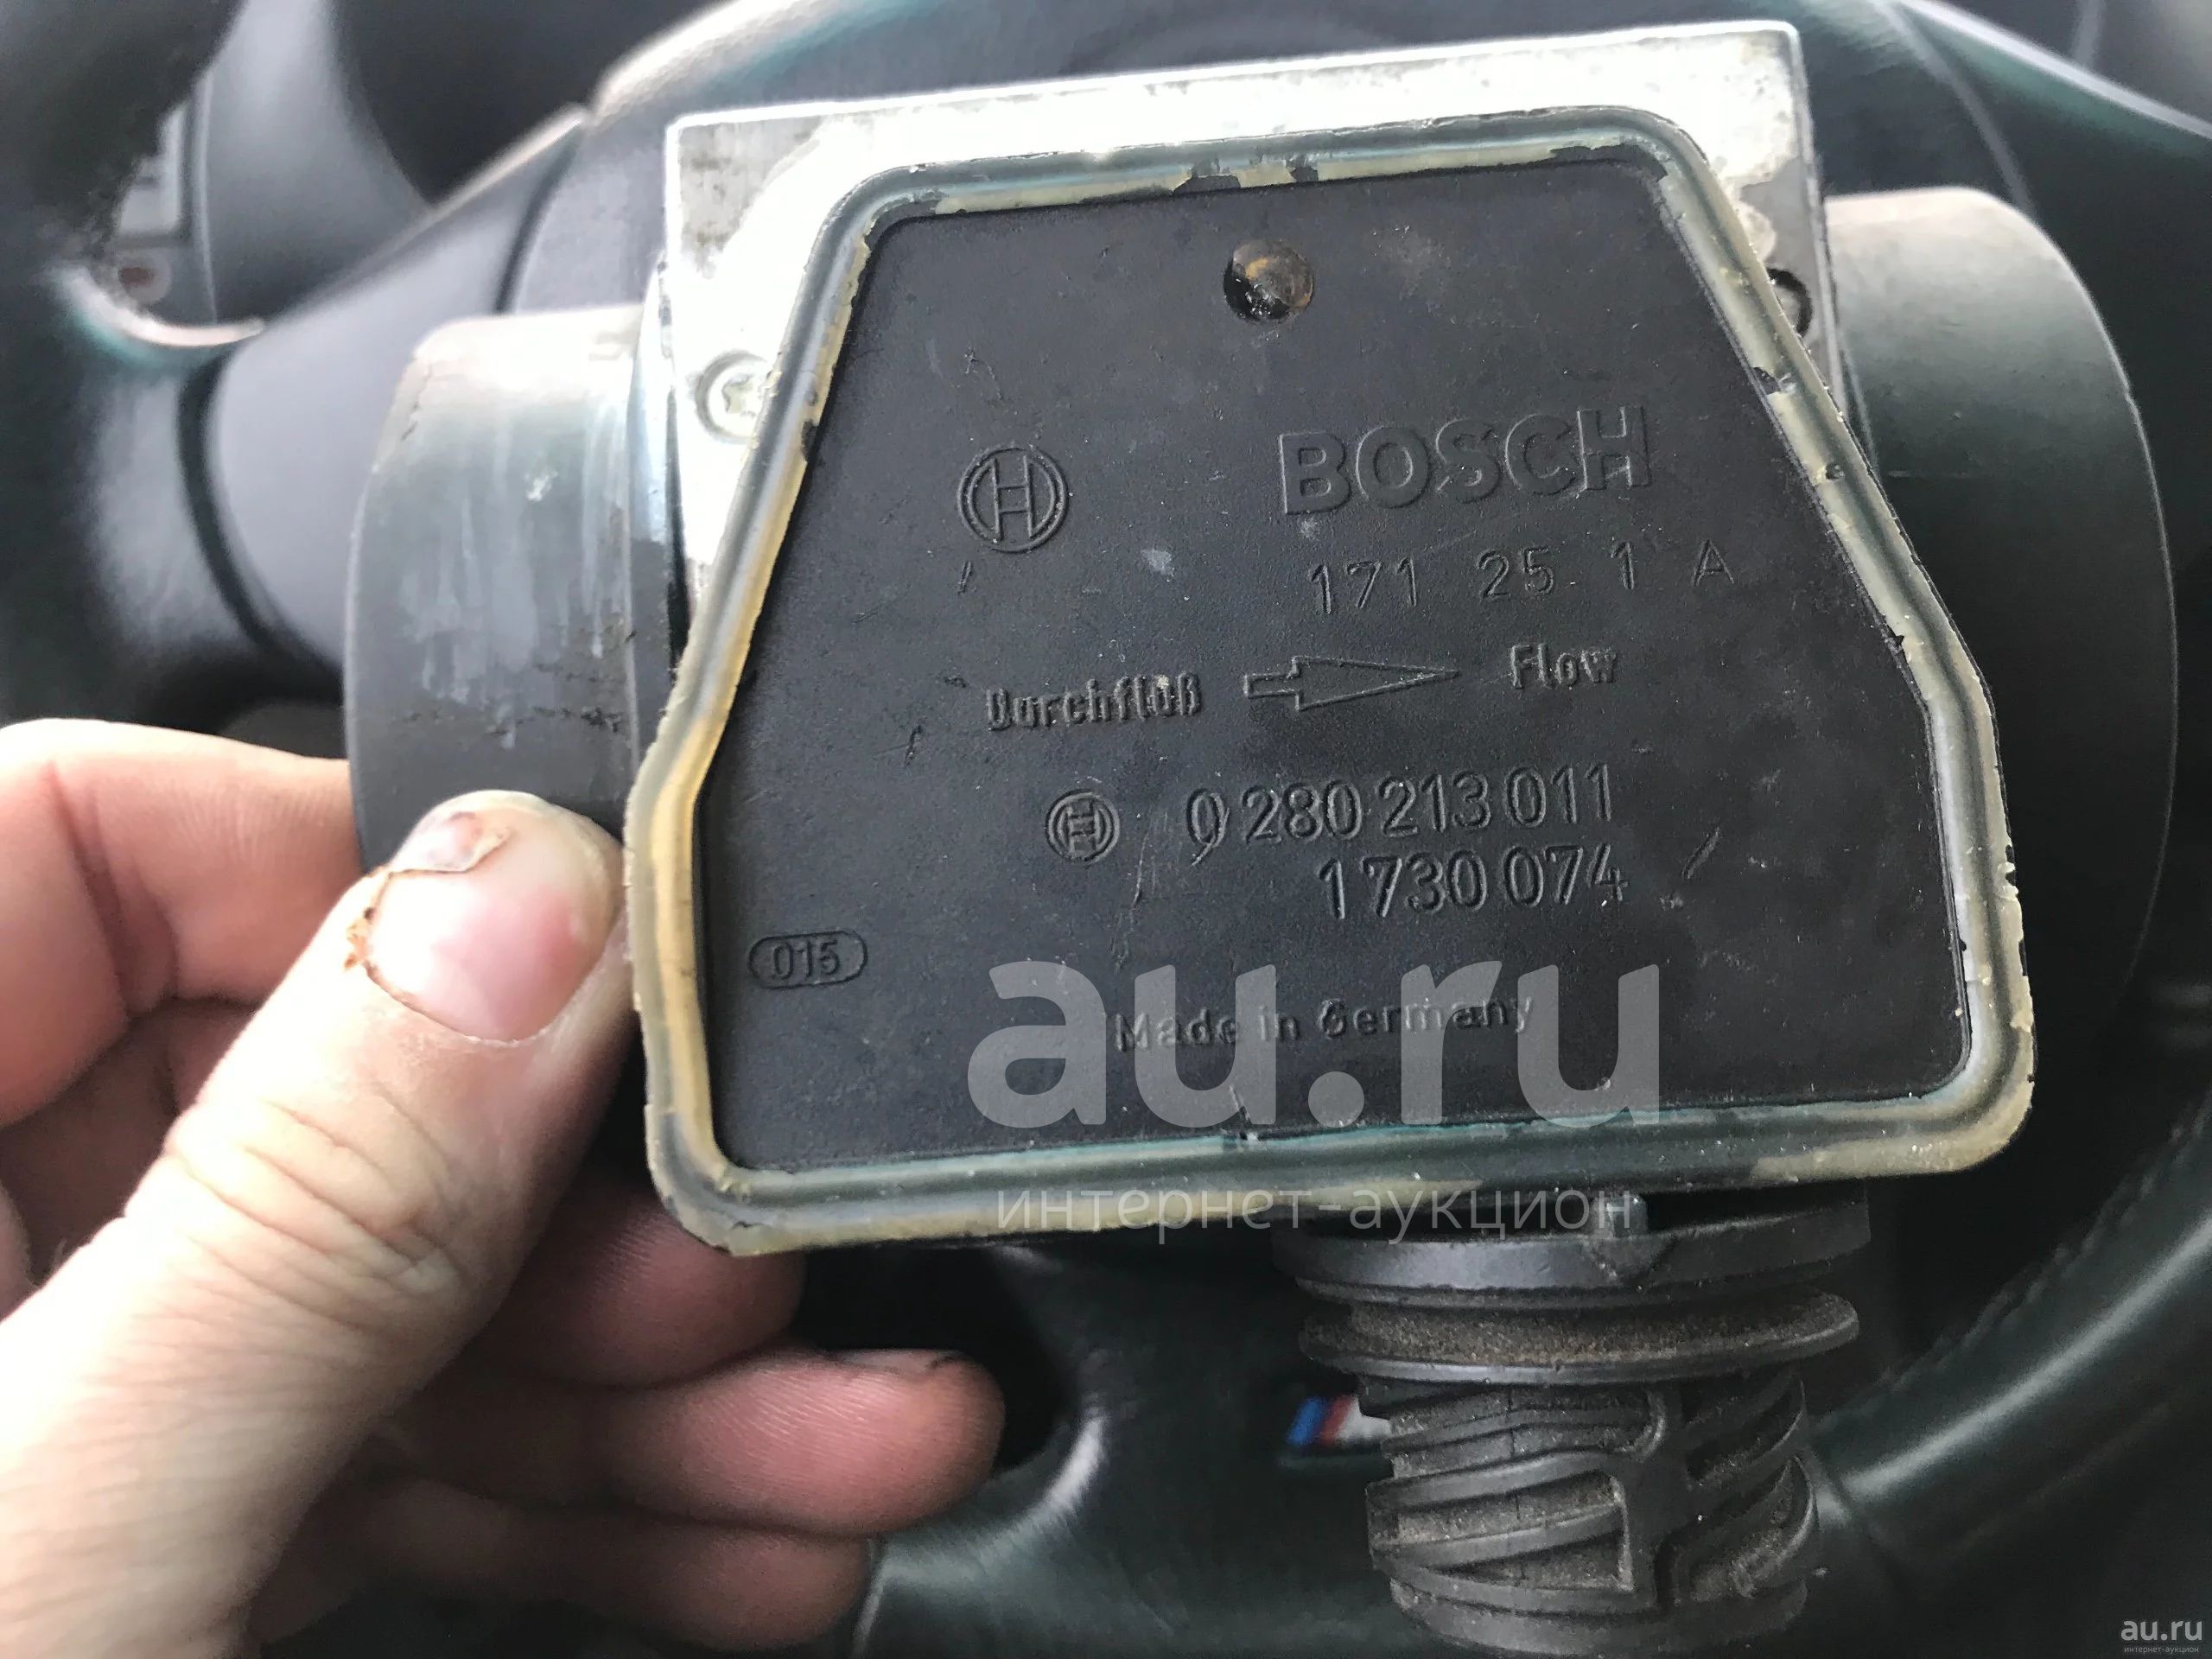 BOSCH
171 25 1 A
Durchfluß
Flow
0 280 213 011
1 730 074
015
Made in Germany
au.ru
интернет-аукцион
au.ru
интернет-аукцион